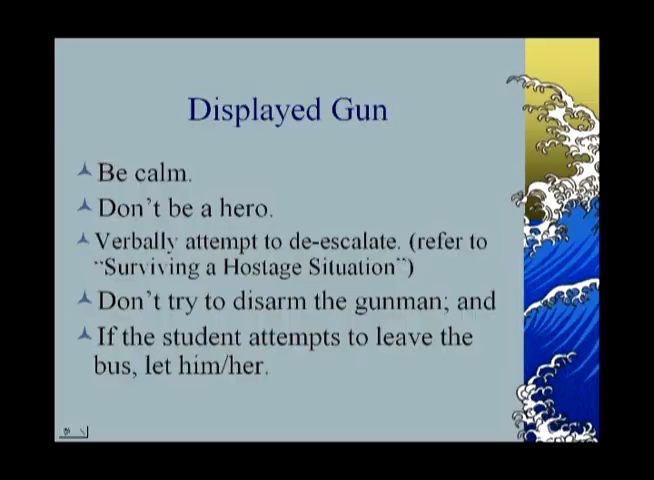 Displayed Gun
Be calm.
Don't be a hero.
Verbally attempt to de-escalate. (refer to
"Surviving a Hostage Situation")
Don't try to disarm the gunman; and
If the student attempts to leave the
bus, let him/her.